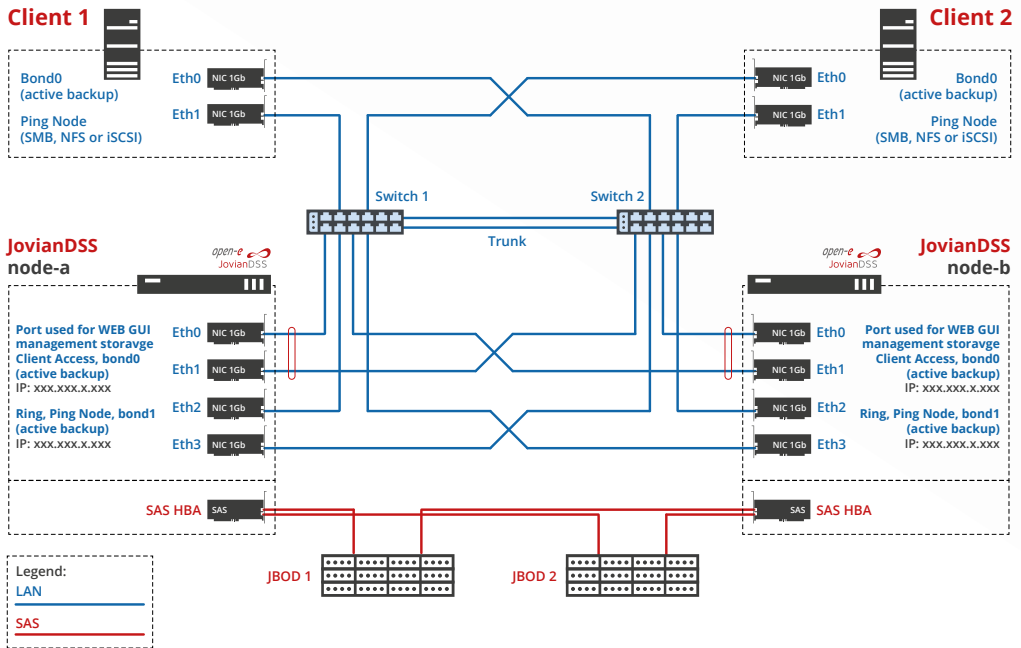 Client 1
Bond0
(active backup)
Ping Node
(SMB, NFS or iSCSI)
Eth0
NIC 1Gb
Eth1
NIC 1Gb
Client 2
NIC 1Gb
Eth0
NIC 1Gb
Eth1
Bond0
(active backup)
Ping Node
(SMB, NFS or iSCSI)
Switch 1
Switch 2
Trunk
JovianDSS
node-a
open-e
JovianDSS
Port used for WEB GUI
management storavge
Client Access, bond0
(active backup)
IP: xxx.xxx.x.xxx
Ring, Ping Node, bond1
(active backup)
IP: xxx.xxx.x.xxx
Eth0
NIC 1Gb
Eth1
NIC 1Gb
Eth2
NIC 1Gb
Eth3
NIC 1Gb
SAS HBA
SAS
JovianDSS
node-b
open-e
JovianDSS
NIC 1Gb
Eth0
NIC 1Gb
Eth1
NIC 1Gb
Eth2
NIC 1Gb
Eth3
Port used for WEB GUI
management storavge
Client Access, bond0
(active backup)
IP: xxx.xxx.x.xxx
Ring, Ping Node, bond1
(active backup)
IP: xxx.xxx.x.xxx
SAS
SAS HBA
JBOD 1
JBOD 2
Legend:
LAN
SAS